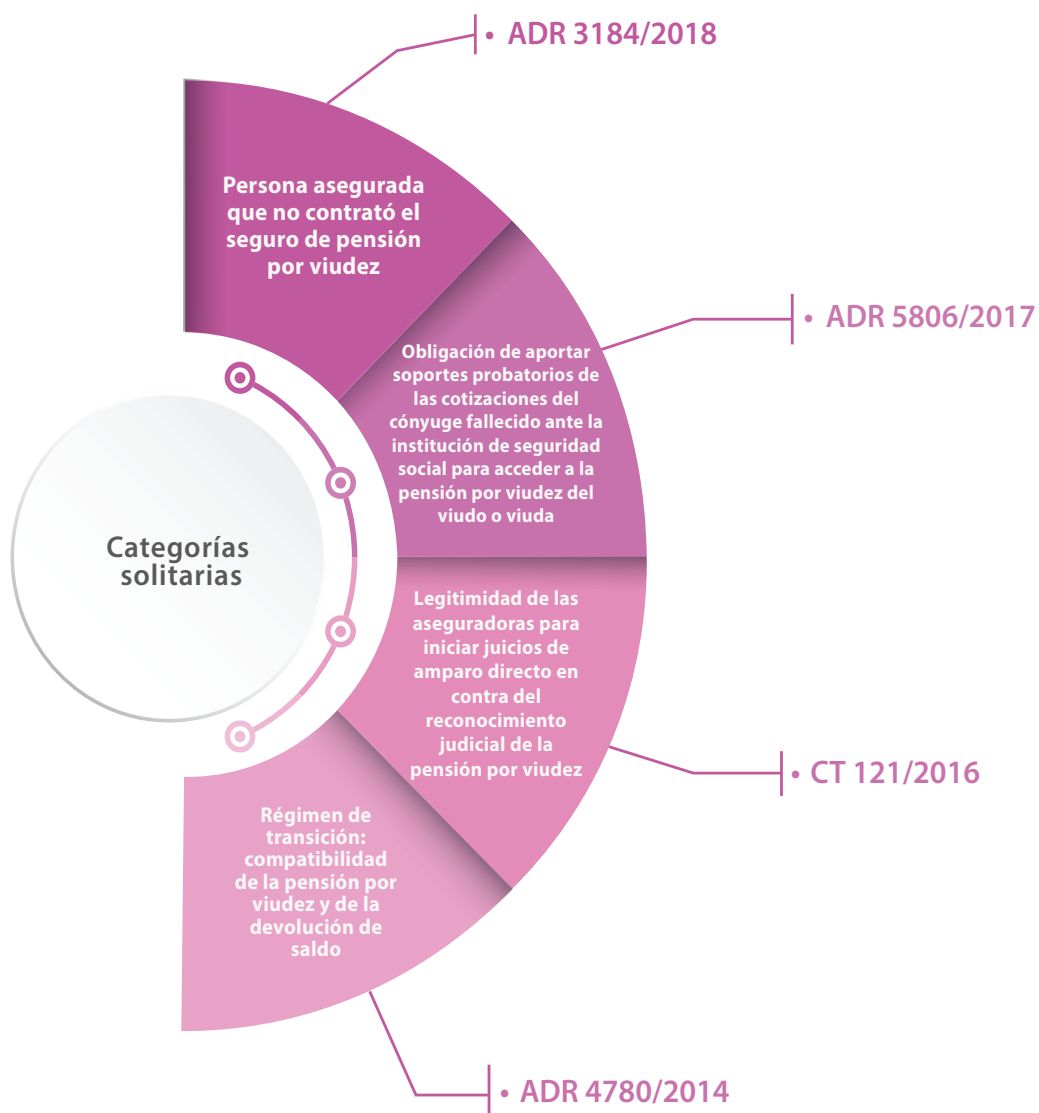 • ADR 3184/2018
Persona asegurada
que no contrató el
seguro de pensión
por viudez
• ADR 5806/2017
Obligación de aportar
soportes probatorios de
las cotizaciones del
cónyuge fallecido ante la
institución de seguridad
social para acceder a la
pensión por viudez del
viudo o viuda
Categorías
solitarias
Legitimidad de las
aseguradoras para
iniciar juicios de
amparo directo en
contra del
reconocimiento
judicial de la
pensión por viudez
• CT 121/2016
Régimen de
transición:
compatibilidad
de la pensión por
viudez y de la
devolución de
saldo
• ADR 4780/2014